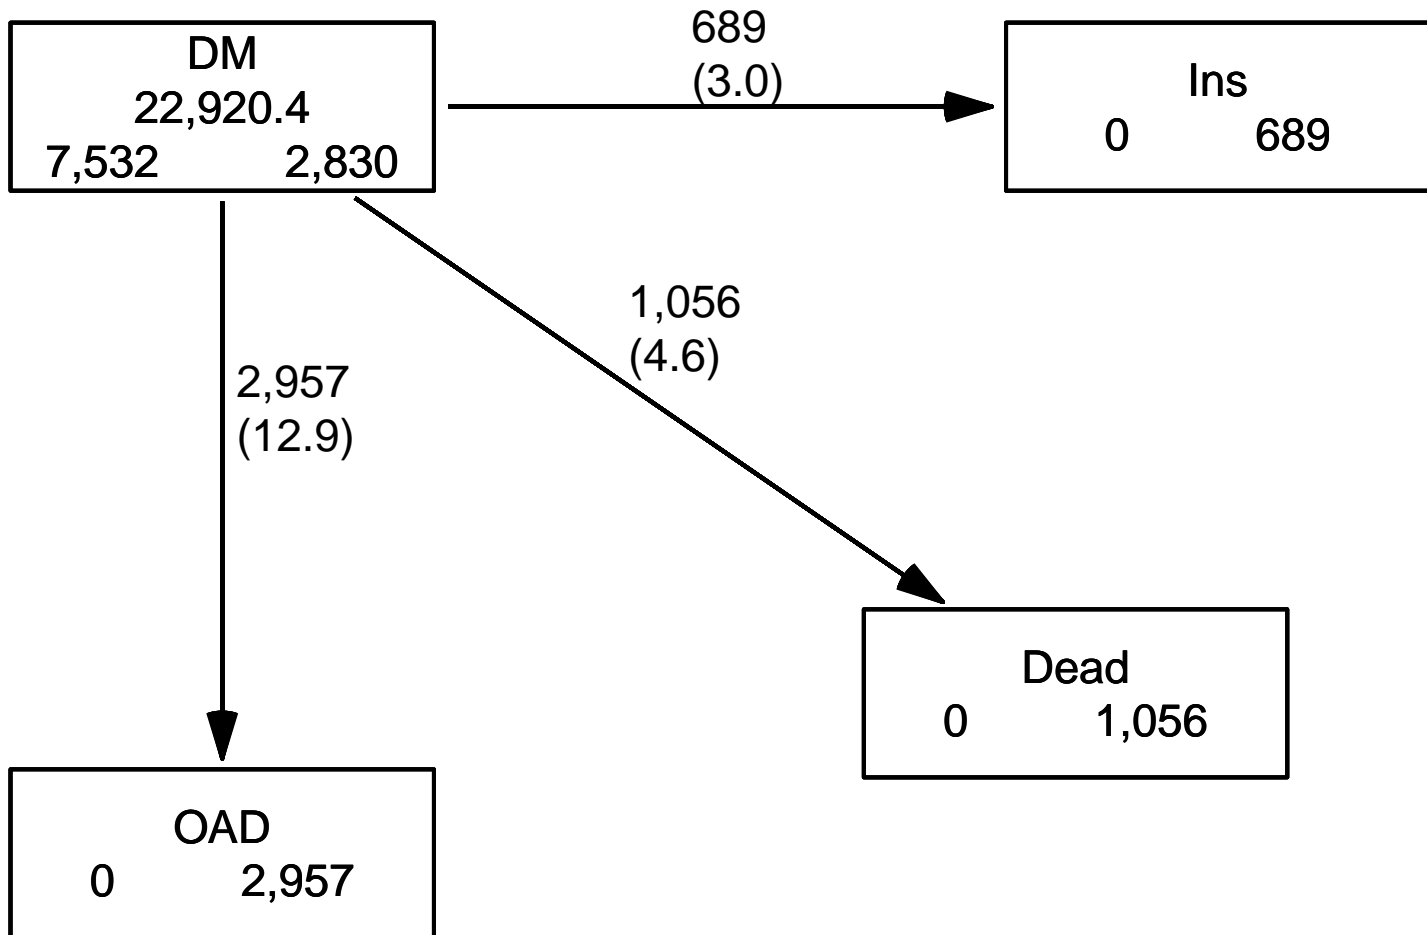 DM
22,920.4
7,532 2,830
689
(3.0)
Ins
0 689
1,056
(4.6)
2,957
(12.9)
Dead
0 1,056
OAD
0 2,957